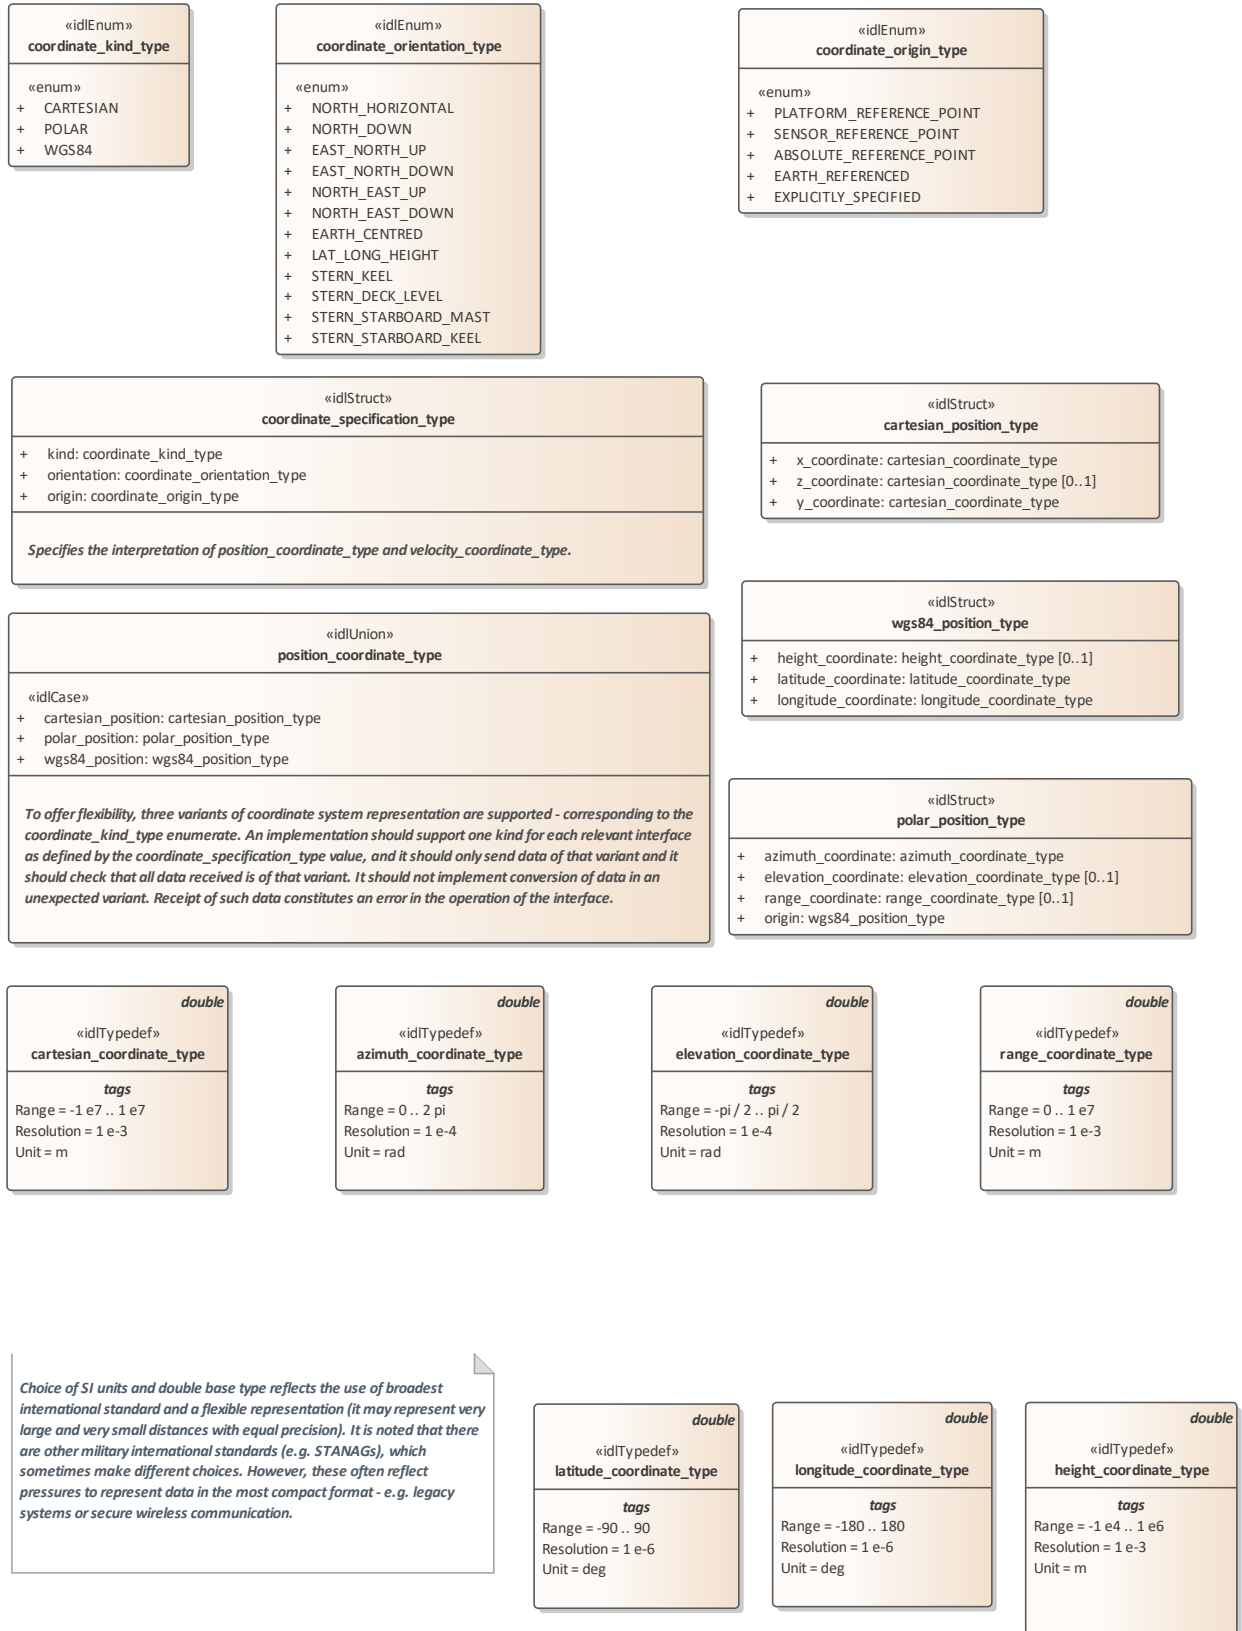 «idlEnum»
coordinate_kind_type
«enum»
+ CARTESIAN
+ POLAR
+ WGS84
«idlEnum»
coordinate_orientation_type
«enum»
+ NORTH_HORIZONTAL
+ NORTH_DOWN
+ EAST_NORTH_UP
+ EAST_NORTH_DOWN
+ NORTH_EAST_UP
+ NORTH_EAST_DOWN
+ EARTH_CENTRED
+ LAT_LONG_HEIGHT
+ STERN_KEEL
+ STERN_DECK_LEVEL
+ STERN_STARBOARD_MAST
+ STERN_STARBOARD_KEEL
«idlEnum»
coordinate_origin_type
«enum»
+ PLATFORM_REFERENCE_POINT
+ SENSOR_REFERENCE_POINT
+ ABSOLUTE_REFERENCE_POINT
+ EARTH_REFERENCED
+ EXPLICITLY_SPECIFIED
«idlStruct»
coordinate_specification_type
+ kind: coordinate_kind_type
+ orientation: coordinate_orientation_type
+ origin: coordinate_origin_type
Specifies the interpretation of position_coordinate_type and velocity_coordinate_type.
«idlStruct»
cartesian_position_type
+ x_coordinate: cartesian_coordinate_type
+ z_coordinate: cartesian_coordinate_type [0..1]
+ y_coordinate: cartesian_coordinate_type
«idlUnion»
position_coordinate_type
«idlCase»
+ cartesian_position: cartesian_position_type
+ polar_position: polar_position_type
+ wgs84_position: wgs84_position_type
To offer flexibility, three variants of coordinate system representation are supported - corresponding to the
coordinate_kind_type enumerate. An implementation should support one kind for each relevant interface
as defined by the coordinate_specification_type value, and it should only send data of that variant and it
should check that all data received is of that variant. It should not implement conversion of data in an
unexpected variant. Receipt of such data constitutes an error in the operation of the interface.
«idlStruct»
wgs84_position_type
+ height_coordinate: height_coordinate_type [0..1]
+ latitude_coordinate: latitude_coordinate_type
+ longitude_coordinate: longitude_coordinate_type
«idlStruct»
polar_position_type
+ azimuth_coordinate: azimuth_coordinate_type
+ elevation_coordinate: elevation_coordinate_type [0..1]
+ range_coordinate: range_coordinate_type [0..1]
+ origin: wgs84_position_type
double
«idlTypedef»
cartesian_coordinate_type
tags
Range = -1 e7 .. 1 e7
Resolution = 1 e-3
Unit = m
double
«idlTypedef»
azimuth_coordinate_type
tags
Range = 0 .. 2 pi
Resolution = 1 e-4
Unit = rad
double
«idlTypedef»
elevation_coordinate_type
tags
Range = -pi / 2 .. pi / 2
Resolution = 1 e-4
Unit = rad
double
«idlTypedef»
range_coordinate_type
tags
Range = 0 .. 1 e7
Resolution = 1 e-3
Unit = m
Choice of SI units and double base type reflects the use of broadest
international standard and a flexible representation (it may represent very
large and very small distances with equal precision). It is noted that there
are other military international standards (e.g. STANAGs), which
sometimes make different choices. However, these often reflect
pressures to represent data in the most compact format - e.g. legacy
systems or secure wireless communication.
double
«idlTypedef»
latitude_coordinate_type
tags
Range = -90 .. 90
Resolution = 1 e-6
Unit = deg
double
«idlTypedef»
longitude_coordinate_type
tags
Range = -180 .. 180
Resolution = 1 e-6
Unit = deg
double
«idlTypedef»
height_coordinate_type
tags
Range = -1 e4 .. 1 e6
Resolution = 1 e-3
Unit = m